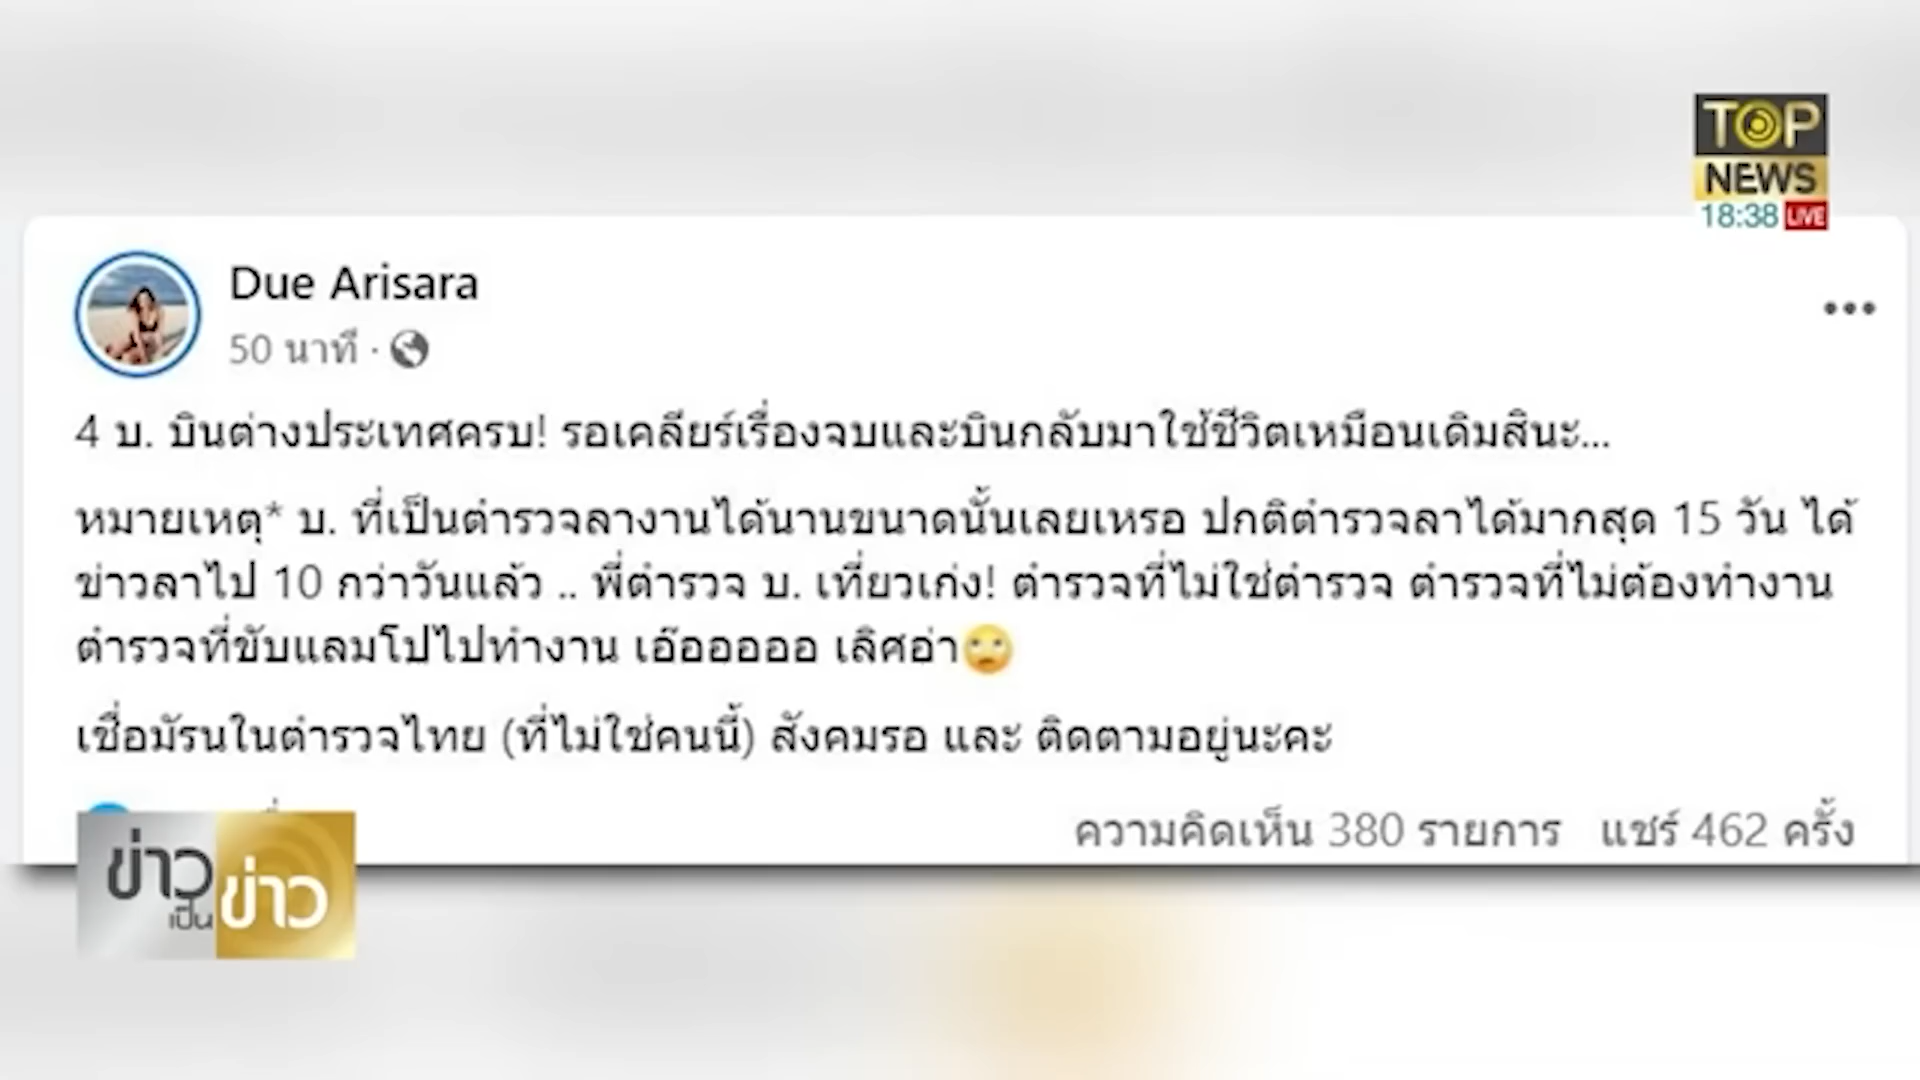 TOP
NEWS
18:38 LIVE
Due Arisara
50 นาที ·
4 บ. บินต่างประเทศครบ! รอเคลียร์เรื่องจบและบินกลับมาใช้ชีวิตเหมือนเดิมสินะ...
หมายเหตุ* บ. ที่เป็นตำรวจลางานได้นานขนาดนั้นเลยเหรอ ปกติตำรวจลาได้มากสุด 15 วัน ได้
ข่าวลาไป 10 กว่าวันแล้ว .. พี่ตำรวจ บ. เที่ยวเก่ง! ตำรวจที่ไม่ใช่ตำรวจ ตำรวจที่ไม่ต้องทำงาน
ตำรวจที่ขับแลมโบไปทำงาน เอ๊ออออออ เลิศอ่า🙄
เชื่อมัรนในตำรวจไทย (ที่ไม่ใช่คนนี้) สังคมรอ และ ติดตามอยู่นะคะ
ความคิดเห็น 380 รายการ แชร์ 462 ครั้ง
ข่าว
เป็น
ข่าว